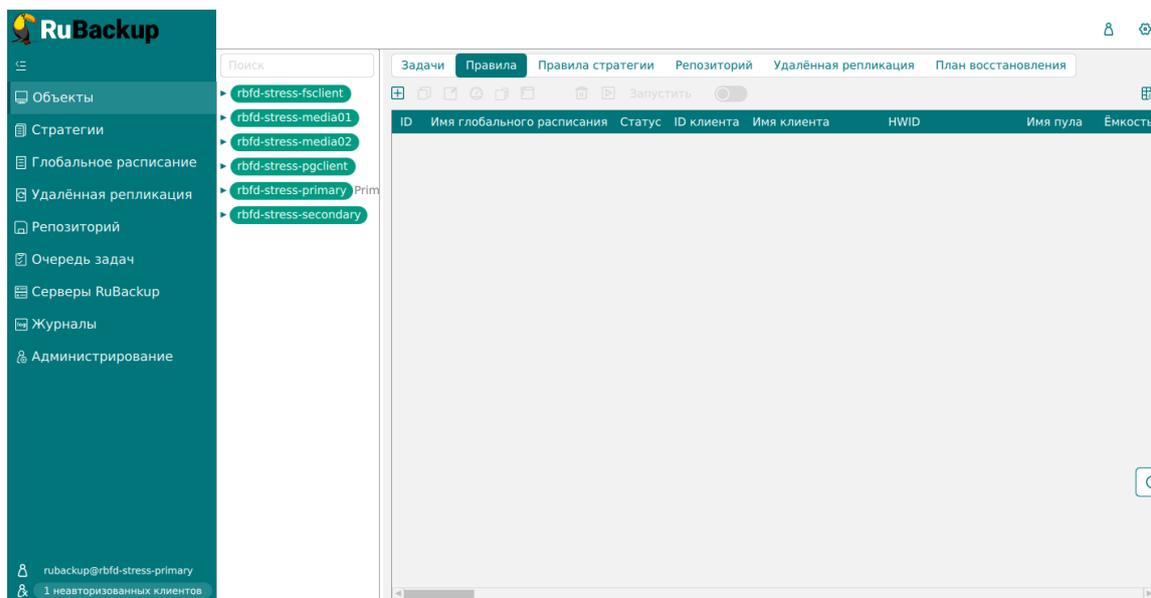 RuBackup
Объекты
Стратегии
Глобальное расписание
Удалённая репликация
Репозиторий
Очередь задач
Серверы RuBackup
Журналы
Администрирование
rubackup@rbfd-stress-primary
1 неавторизованных клиентов
Поиск
rbfd-stress-fsclient
rbfd-stress-media01
rbfd-stress-media02
rbfd-stress-pgclient
rbfd-stress-primary Prim
rbfd-stress-secondary
Задачи Правила Правила стратегии Репозиторий Удалённая репликация План восстановления
Запустить
ID Имя глобального расписания Статус ID клиента Имя клиента HWID Имя пула Ёмкость